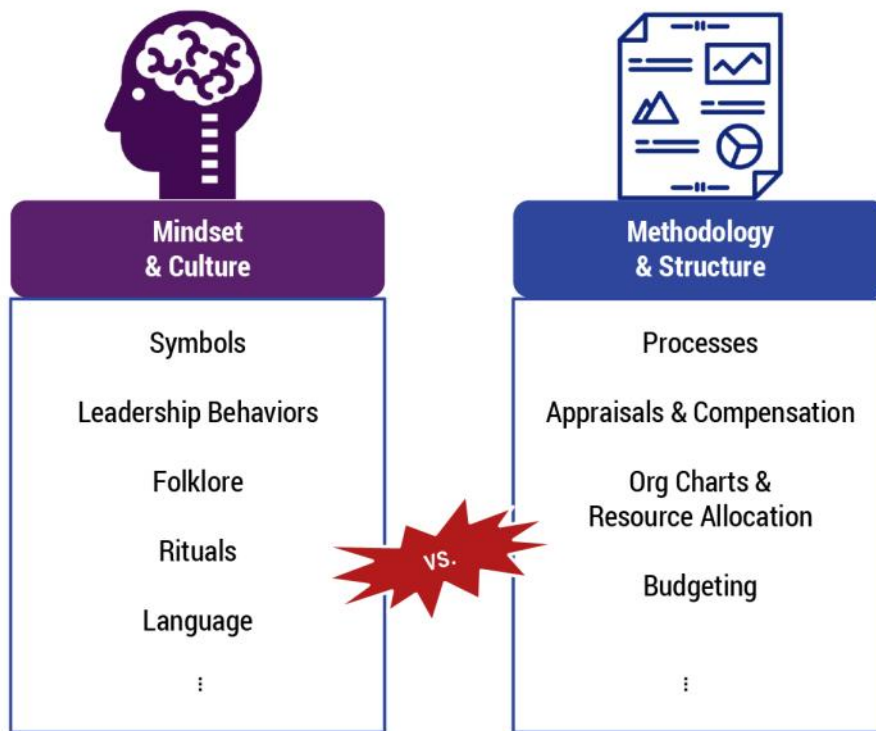 Mindset
& Culture
Symbols
Leadership Behaviors
Folklore
Rituals
Language
⋮
vs.
Methodology
& Structure
Processes
Appraisals & Compensation
Org Charts &
Resource Allocation
Budgeting
⋮